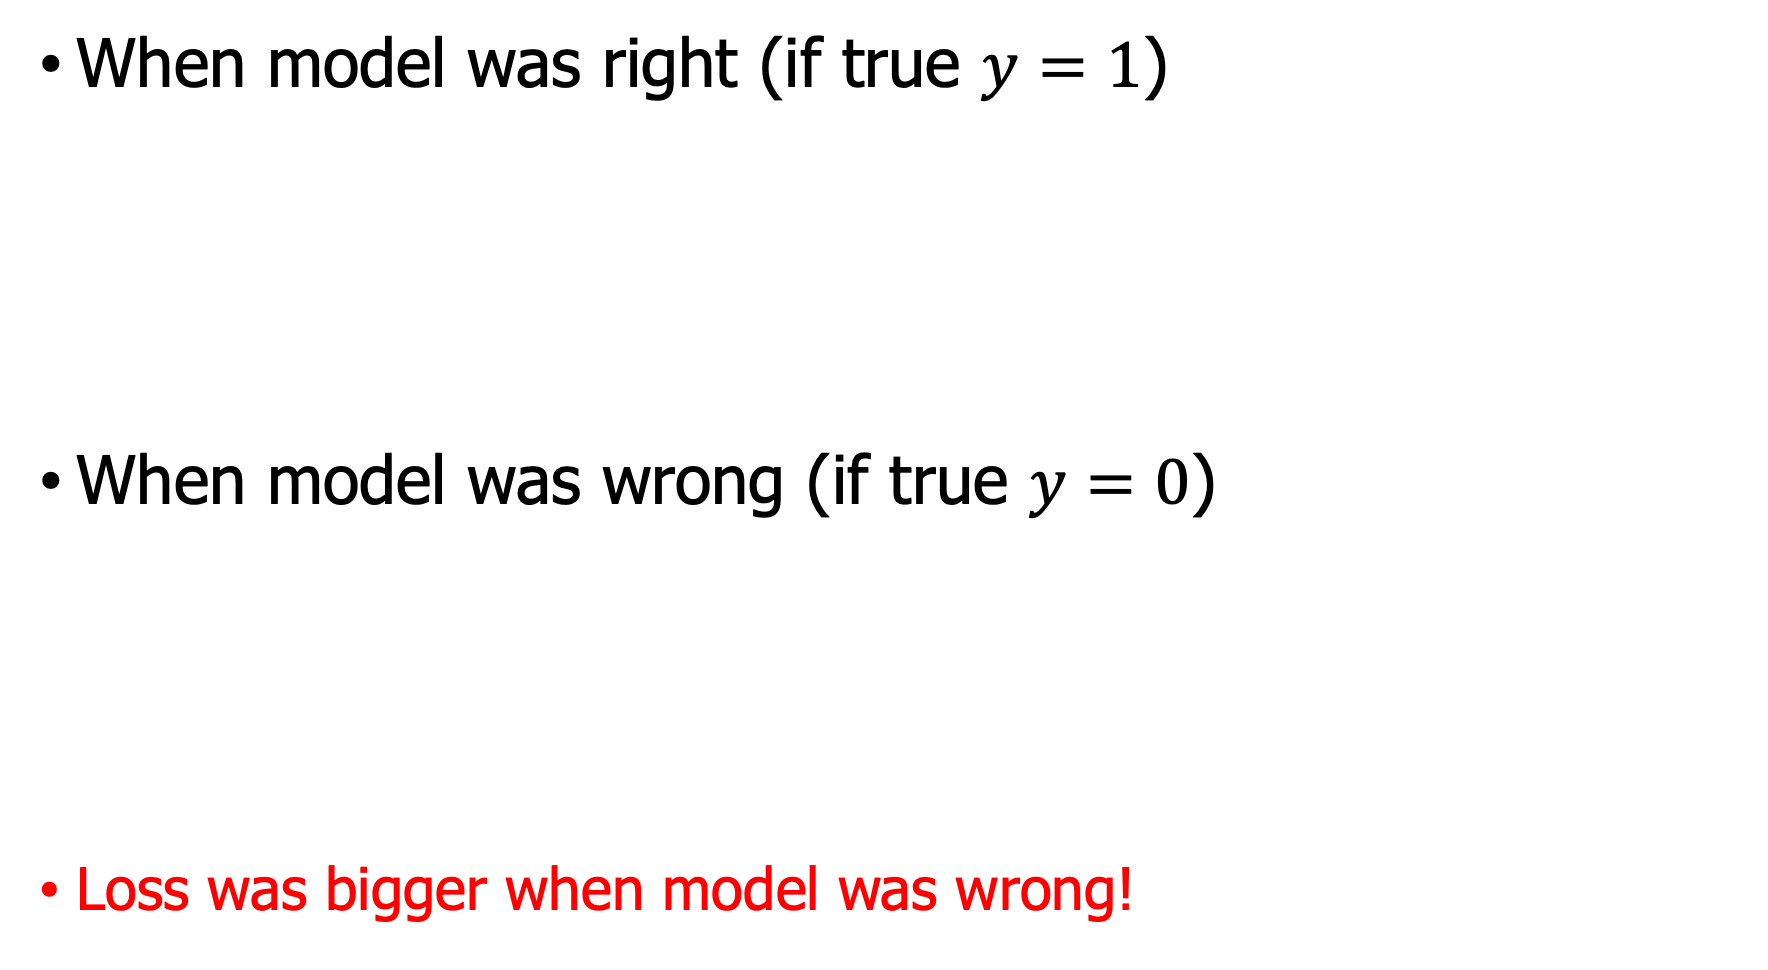 • When model was right (if true 𝑦 = 1)
• When model was wrong (if true 𝑦 = 0)
• Loss was bigger when model was wrong!